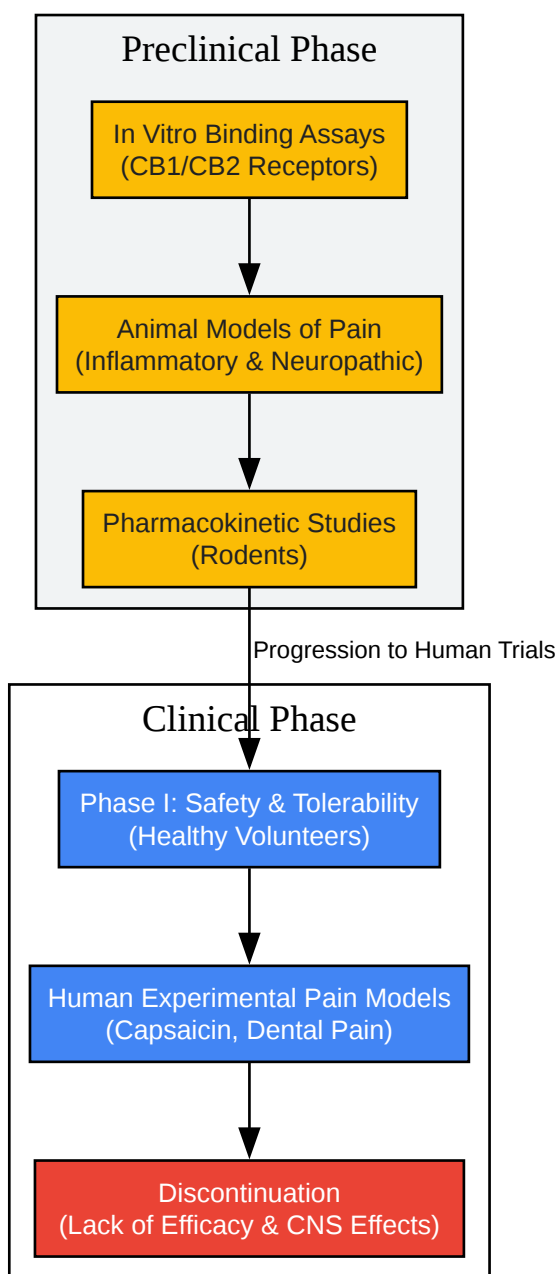 Preclinical Phase
In Vitro Binding Assays
(CB1/CB2 Receptors)
Animal Models of Pain
(Inflammatory & Neuropathic)
Pharmacokinetic Studies
(Rodents)
Progression to Human Trials
Clinical Phase
Phase I: Safety & Tolerability
(Healthy Volunteers)
Human Experimental Pain Models
(Capsaicin, Dental Pain)
Discontinuation
(Lack of Efficacy & CNS Effects)